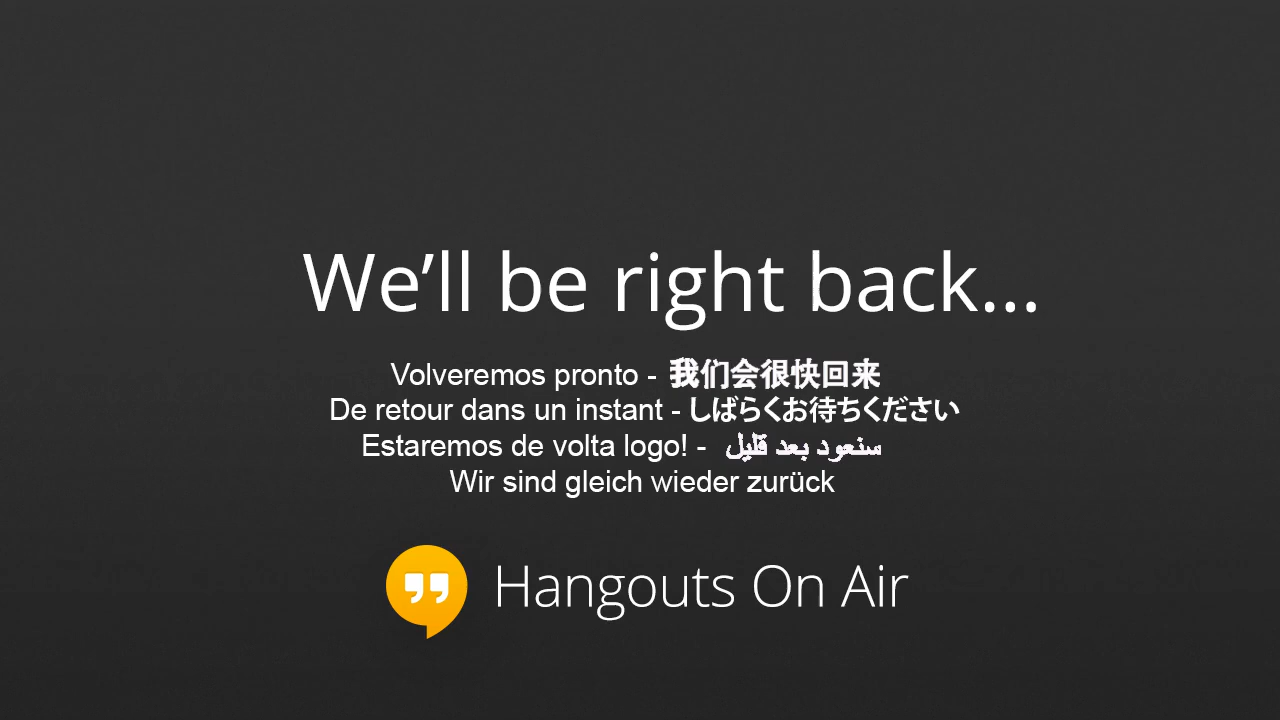 We’ll be right back...
Volveremos pronto - 我们会很快回来
De retour dans un instant - しばらくお待ちください
Estaremos de volta logo! - سنعود بعد قليل
Wir sind gleich wieder zurück
Hangouts On Air